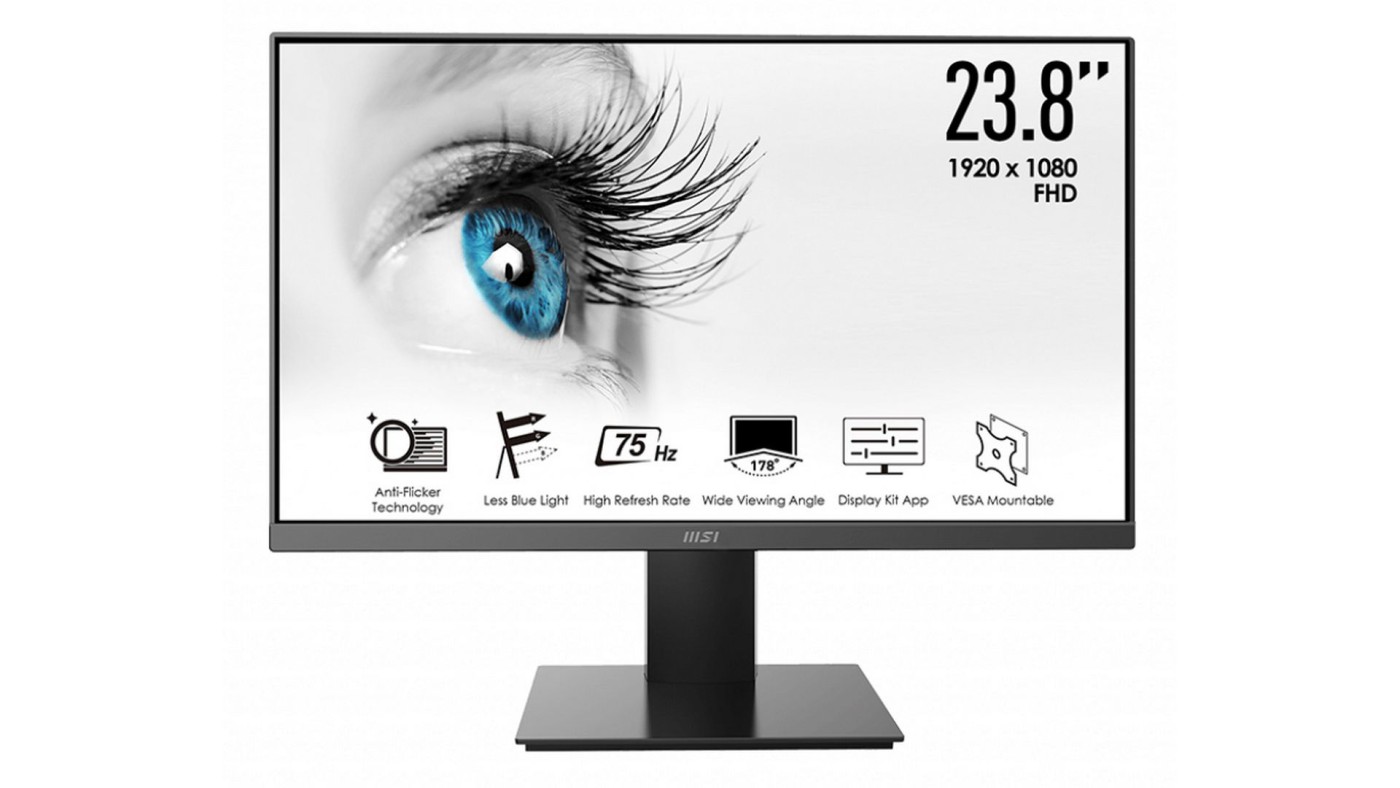 23.8”
1920 x 1080
FHD
75 Hz
178°
Anti-Flicker
Technology
Less Blue Light
High Refresh Rate
Wide Viewing Angle
Display Kit App
VESA Mountable
msi